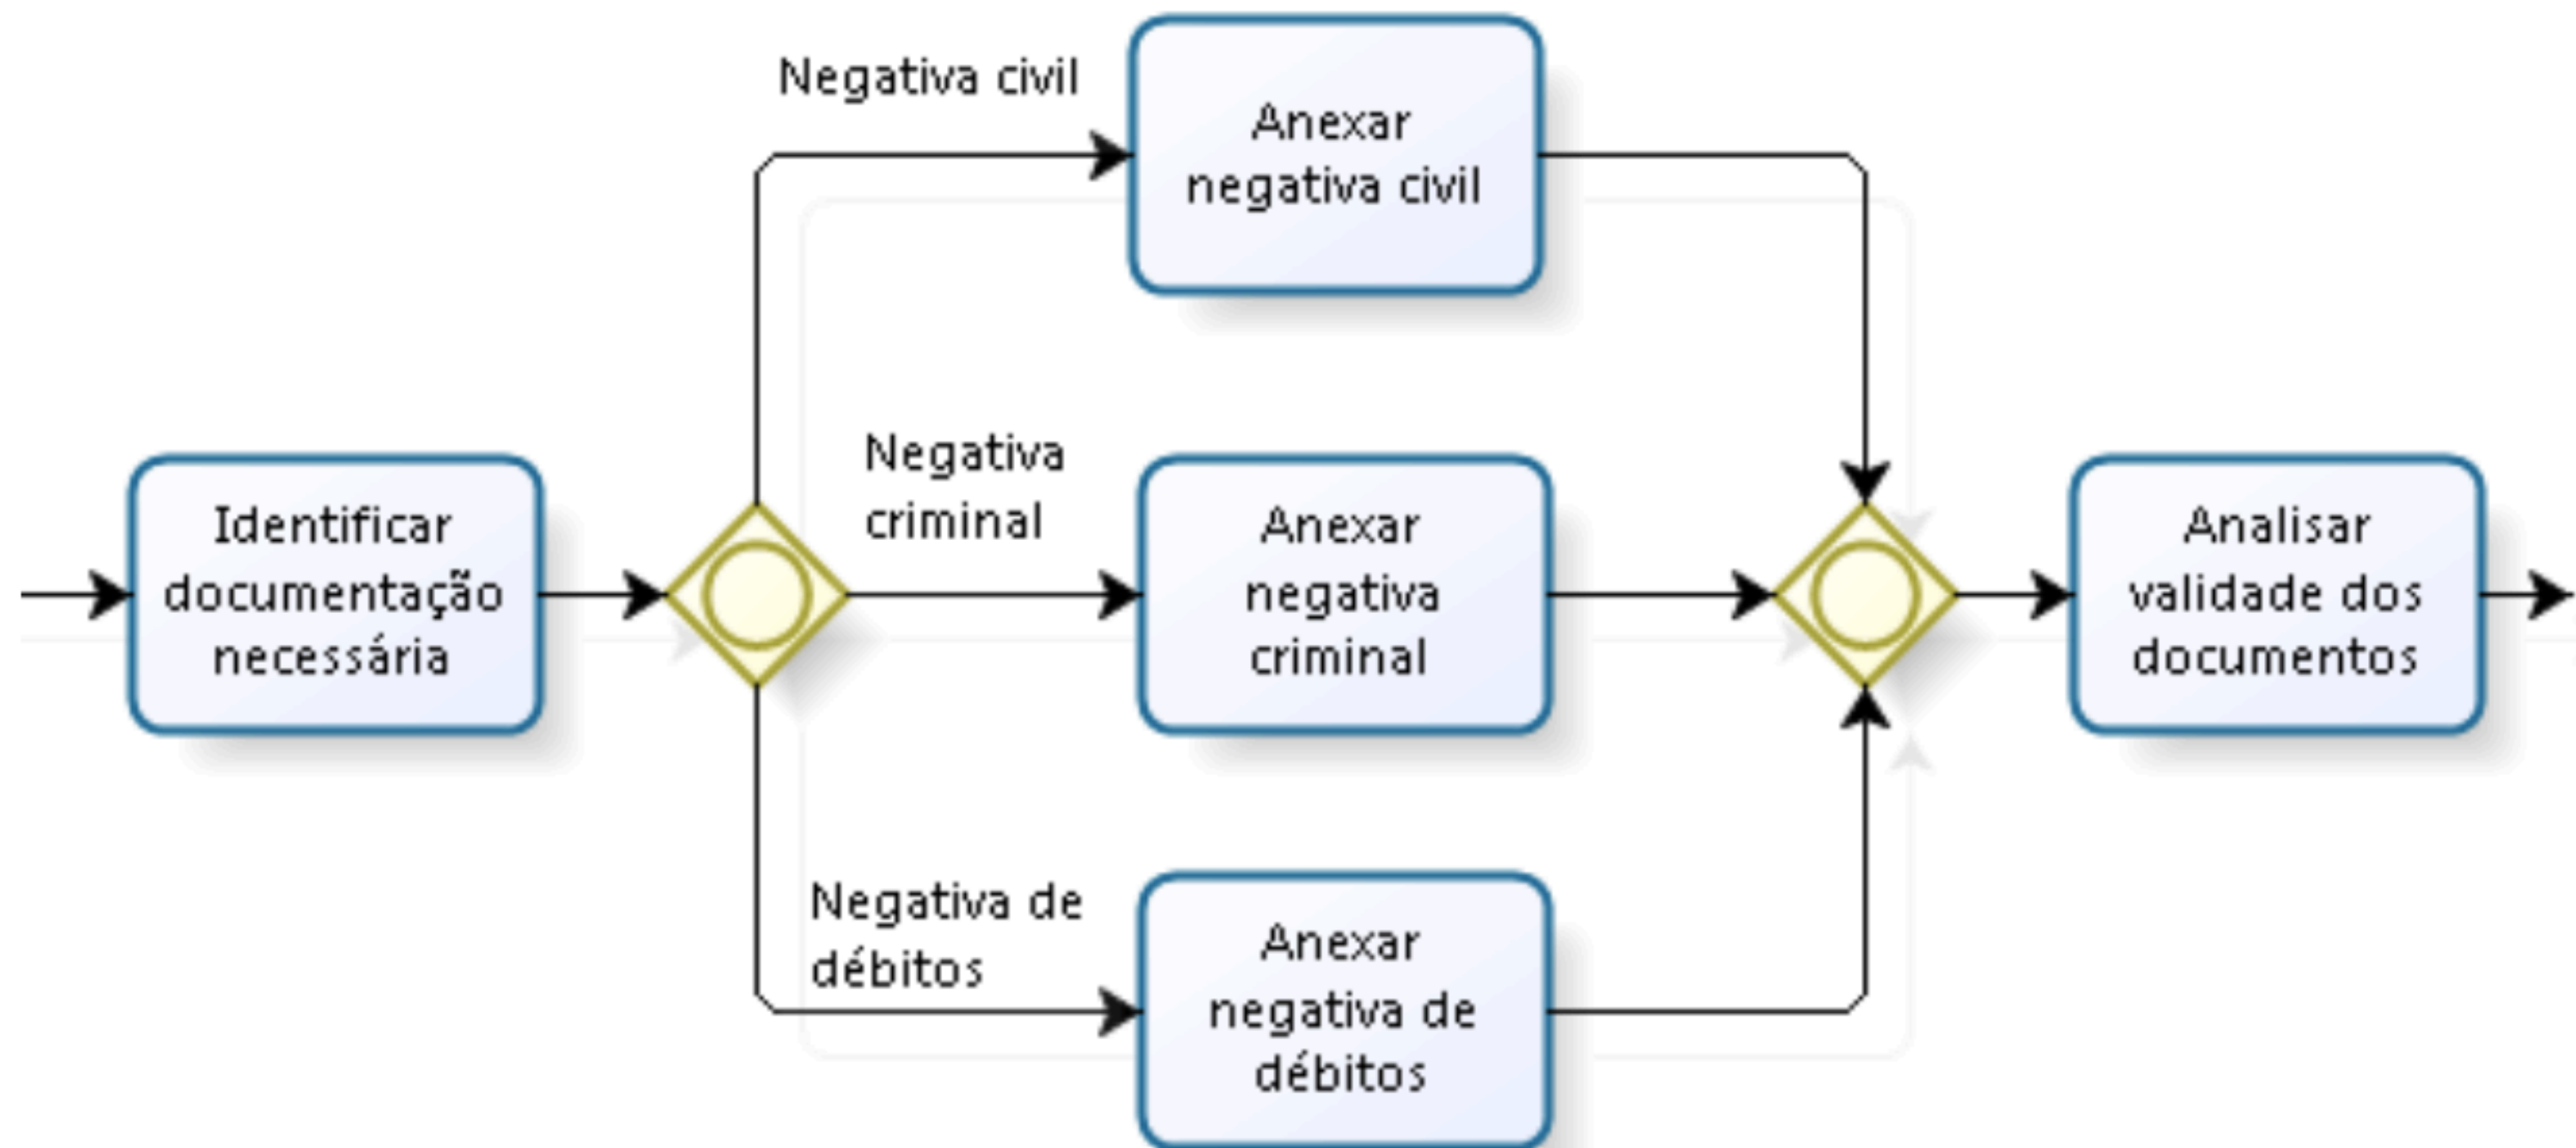 Negativa civil
Anexar
negativa civil
Negativa
criminal
Identificar
documentação
necessária
Anexar
negativa
criminal
Analisar
validade dos
documentos
Negativa de
débitos
Anexar
negativa de
débitos